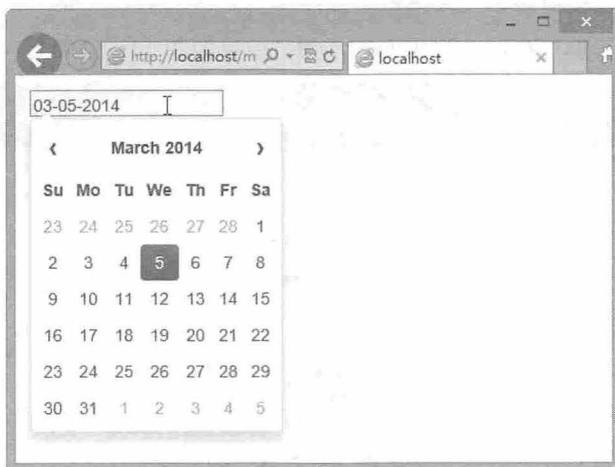 http://localhost/m localhost
03-05-2014
‹ March 2014 ›
Su Mo Tu We Th Fr Sa
23 24 25 26 27 28 1
2 3 4 5 6 7 8
9 10 11 12 13 14 15
16 17 18 19 20 21 22
23 24 25 26 27 28 29
30 31 1 2 3 4 5